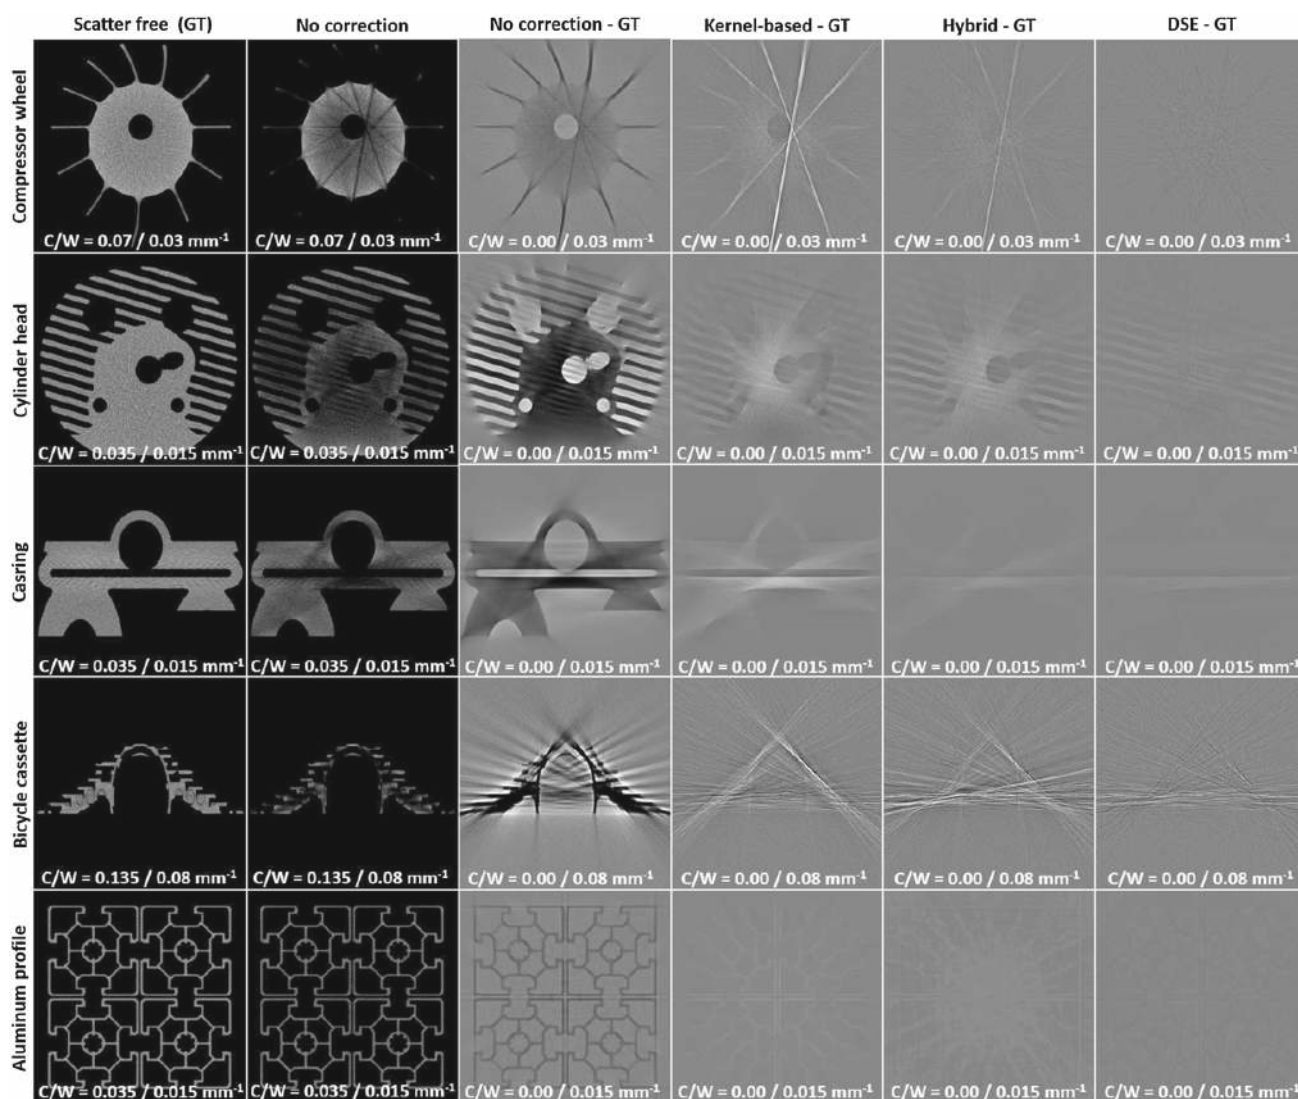 Scatter free (GT) No correction No correction - GT Kernel-based - GT Hybrid - GT DSE - GT
Compressor wheel
C/W = 0.07 / 0.03 mm⁻¹ 0.07 / 0.03 mm⁻¹ C/W = 0.00 / 0.03 mm⁻¹ C/W = 0.00 / 0.03 mm⁻¹ C/W = 0.00 / 0.03 mm⁻¹ C/W = 0.00 / 0.03 mm⁻¹
Cylinder head
C/W = 0.035 / 0.015 mm⁻¹ C/W = 0.035 / 0.015 mm⁻¹ C/W = 0.00 / 0.015 mm⁻¹ C/W = 0.00 / 0.015 mm⁻¹ C/W = 0.00 / 0.015 mm⁻¹ C/W = 0.00 / 0.015 mm⁻¹
Casring
C/W = 0.035 / 0.015 mm⁻¹ C/W = 0.035 / 0.015 mm⁻¹ C/W = 0.00 / 0.015 mm⁻¹ C/W = 0.00 / 0.015 mm⁻¹ C/W = 0.00 / 0.015 mm⁻¹ C/W = 0.00 / 0.015 mm⁻¹
Bicycle cassette
C/W = 0.135 / 0.08 mm⁻¹ C/W = 0.135 / 0.08 mm⁻¹ C/W = 0.00 / 0.08 mm⁻¹ C/W = 0.00 / 0.08 mm⁻¹ C/W = 0.00 / 0.08 mm⁻¹ C/W = 0.00 / 0.08 mm⁻¹
Aluminum profile
C/W = 0.035 / 0.015 mm⁻¹ C/W = 0.035 / 0.015 mm⁻¹ C/W = 0.00 / 0.015 mm⁻¹ C/W = 0.00 / 0.015 mm⁻¹ C/W = 0.00 / 0.015 mm⁻¹ C/W = 0.00 / 0.015 mm⁻¹